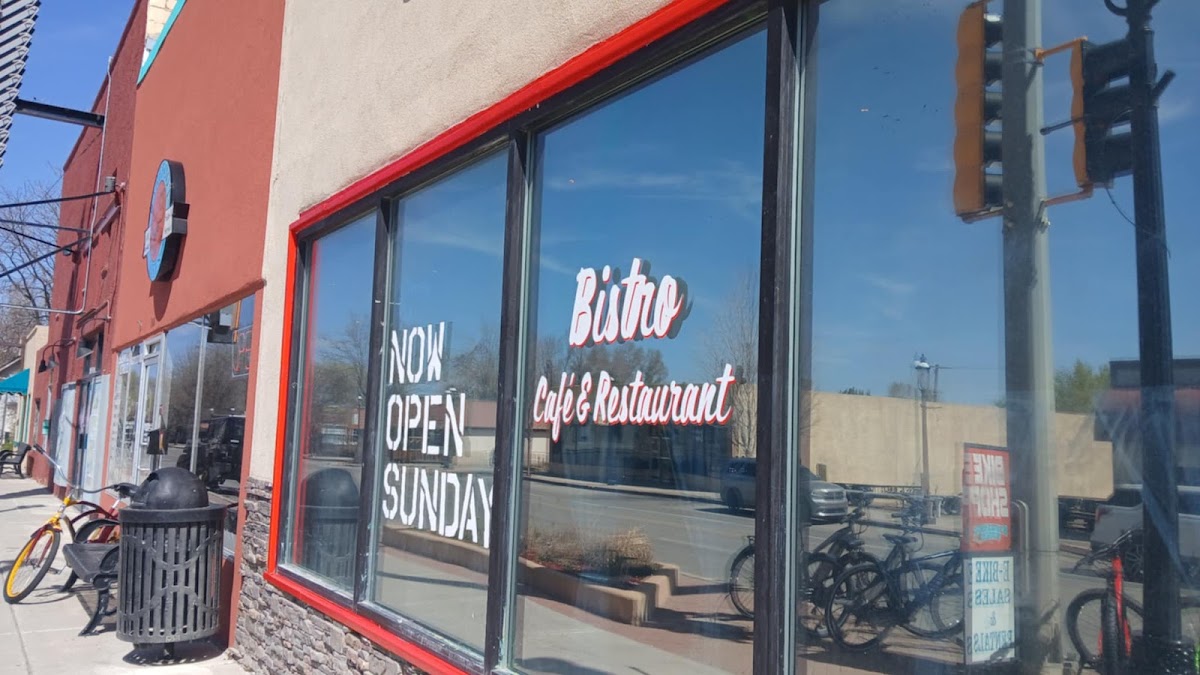 NOW
OPEN
SUNDAY
Bistro
Café & Restaurant
BIKE
SHOP
E-BIKE
SALES
&
RENTALS